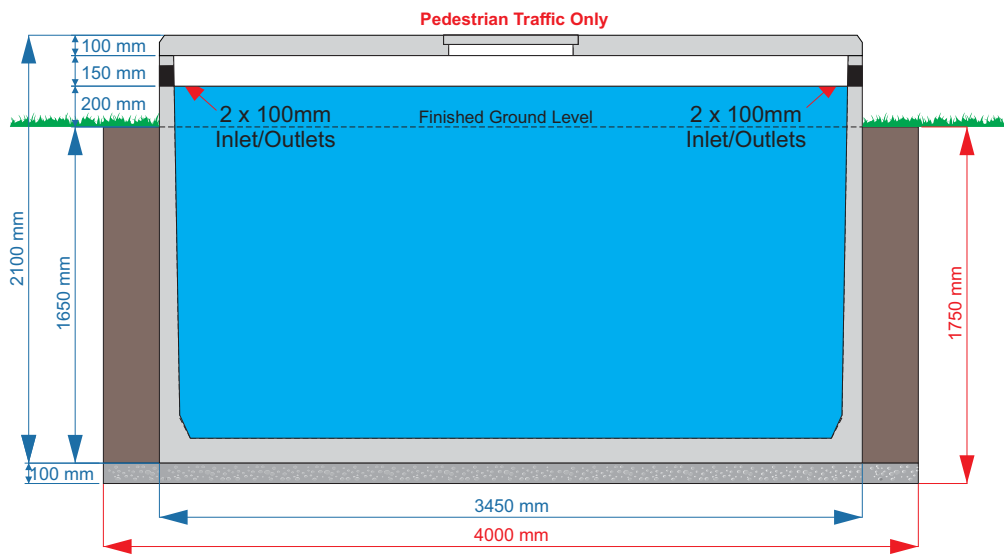 Pedestrian Traffic Only
100 mm
150 mm
200 mm
2 x 100mm
Inlet/Outlets
Finished Ground Level
2 x 100mm
Inlet/Outlets
2100 mm
1650 mm
1750 mm
100 mm
3450 mm
4000 mm